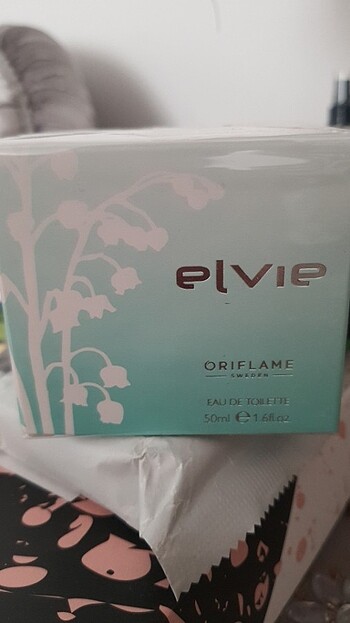 elvie
ORIFLAME
SWEDEN
EAU DE TOILETTE
50ml ℮ 1.6fl.oz